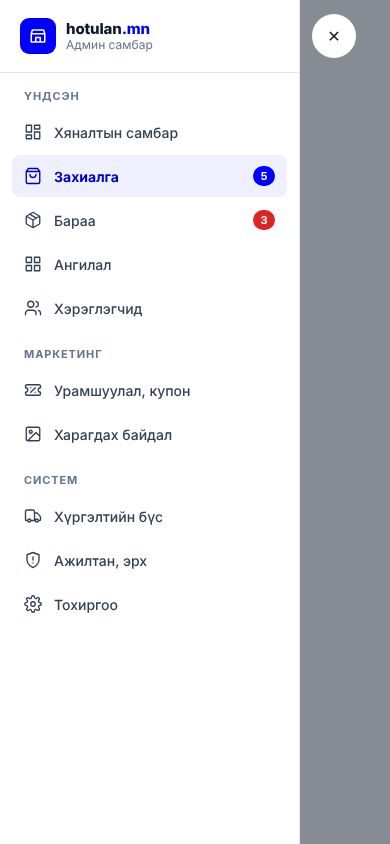 hotulan.mn
Админ самбар
ҮНДСЭН
Хяналтын самбар
Захиалга 5
Бараа 3
Ангилал
Хэрэглэгчид
МАРКЕТИНГ
Урамшуулал, купон
Харагдах байдал
СИСТЕМ
Хүргэлтийн бүс
Ажилтан, эрх
Тохиргоо